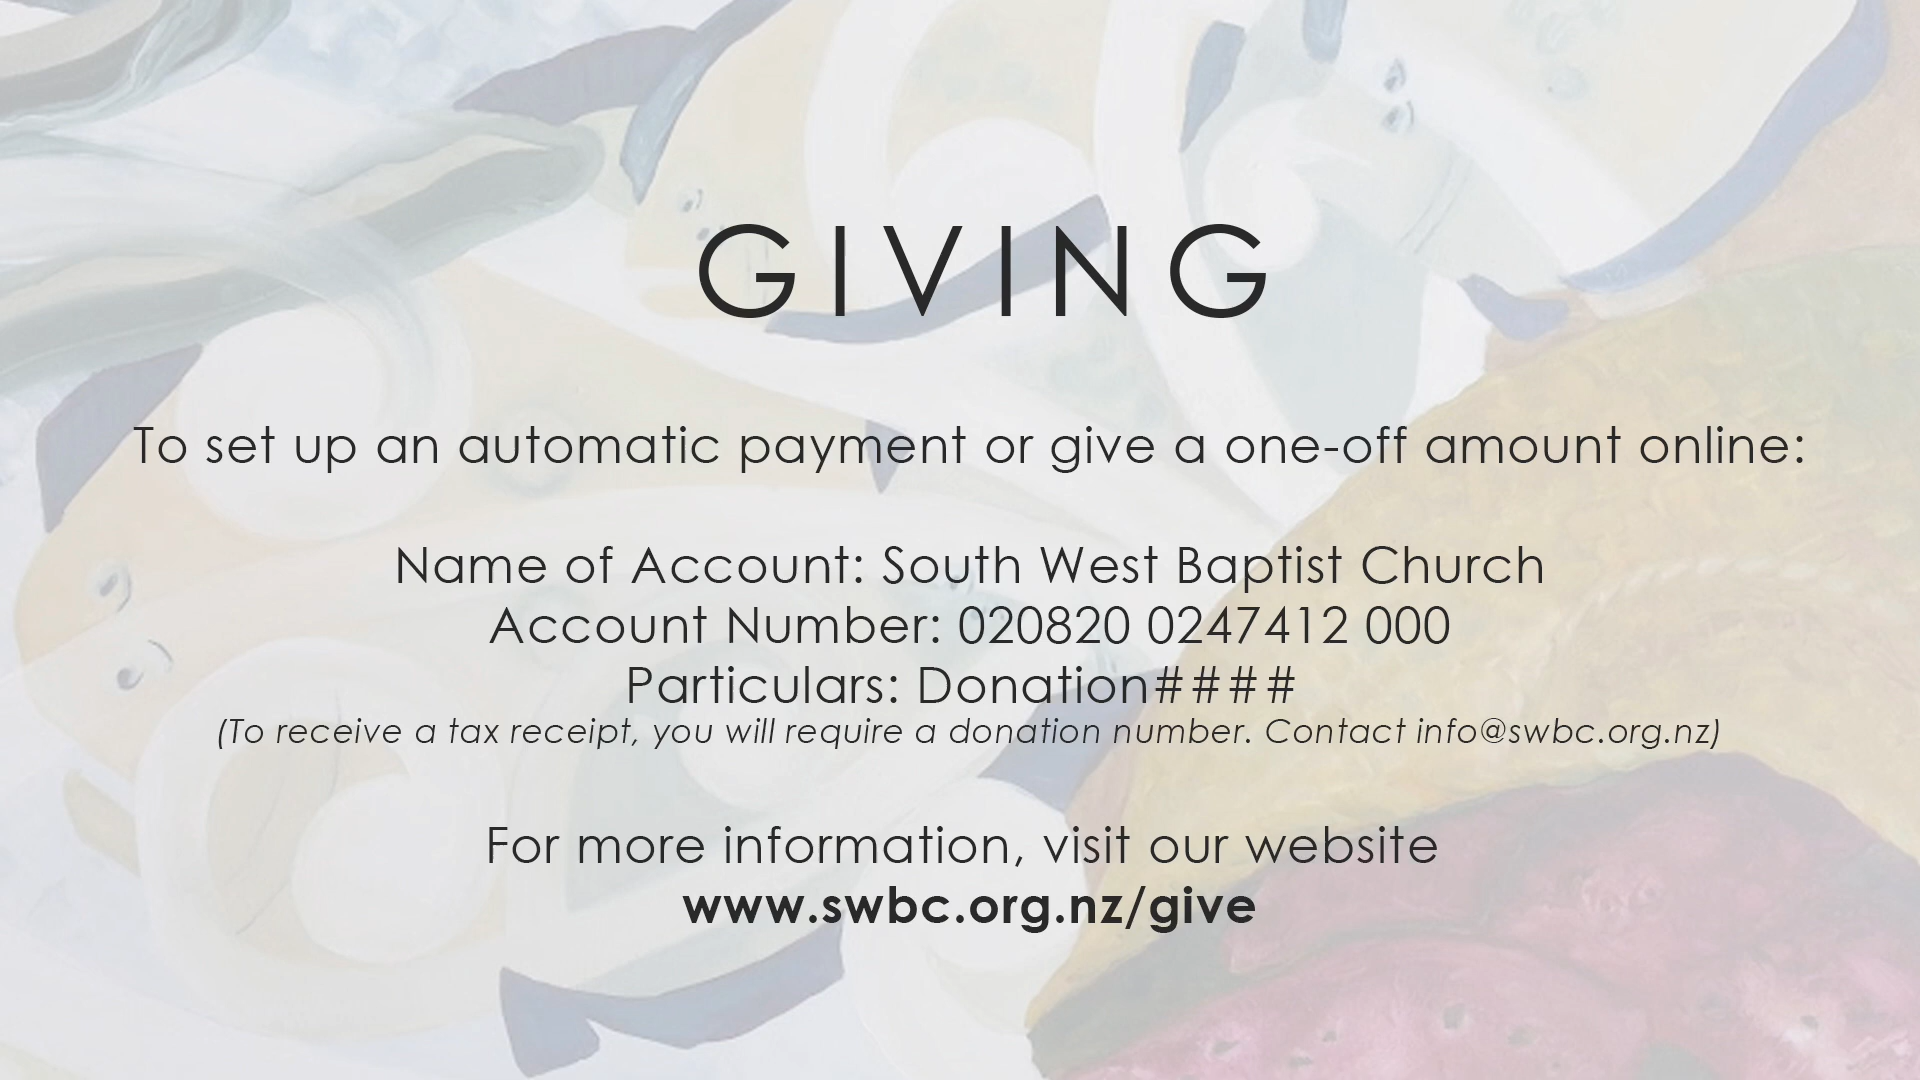 GIVING
To set up an automatic payment or give a one-off amount online:
Name of Account: South West Baptist Church
Account Number: 020820 0247412 000
Particulars: Donation####
(To receive a tax receipt, you will require a donation number. Contact info@swbc.org.nz)
For more information, visit our website
www.swbc.org.nz/give